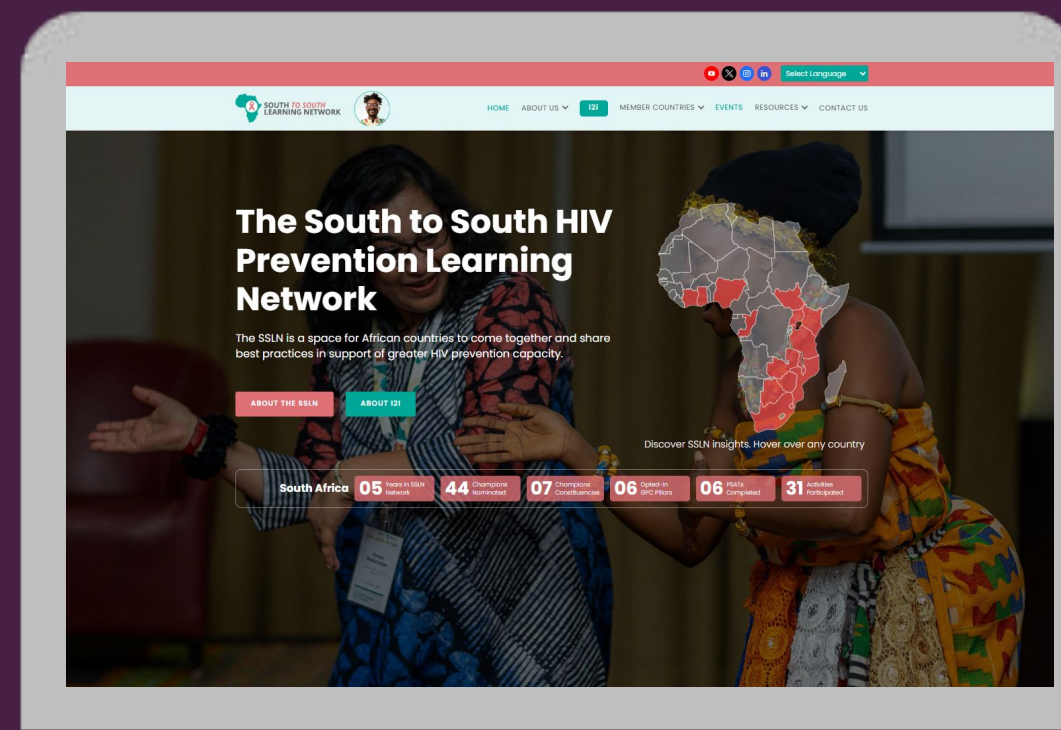 Select Language
SOUTH TO SOUTH
LEARNING NETWORK
HOME ABOUT US i2i MEMBER COUNTRIES EVENTS RESOURCES CONTACT US
The South to South HIV
Prevention Learning
Network
The SSLN is a space for African countries to come together and share
best practices in support of greater HIV prevention capacity.
ABOUT THE SSLN ABOUT I2I
Discover SSLN insights. Hover over any country
South Africa 05 Years in SSLN Network 44 Champions Nominated 07 Champions Constituencies 06 Opted-in GPC Pillars 06 PSATs Completed 31 Activities Participated